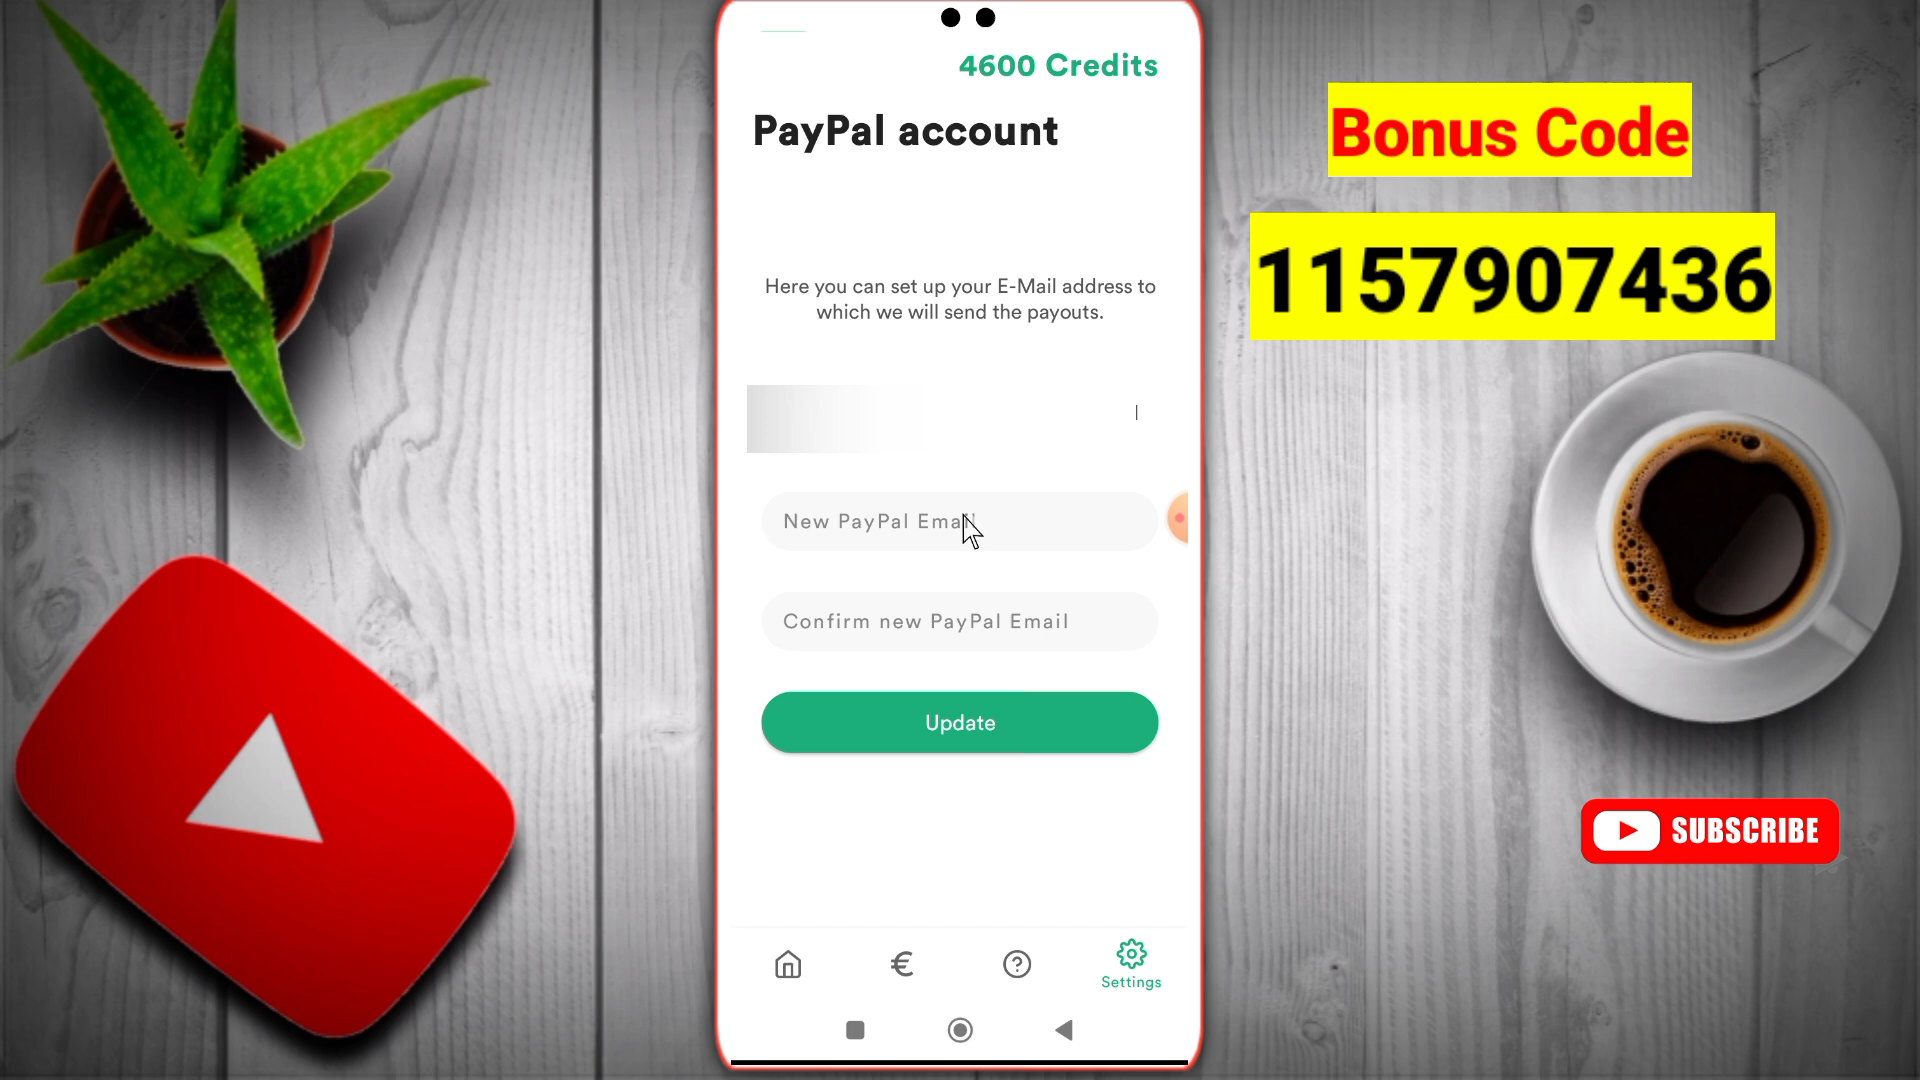 4600 Credits
PayPal account
Here you can set up your E-Mail address to
which we will send the payouts.
New PayPal Email
Confirm new PayPal Email
Update
€
Settings
Bonus Code
1157907436
SUBSCRIBE